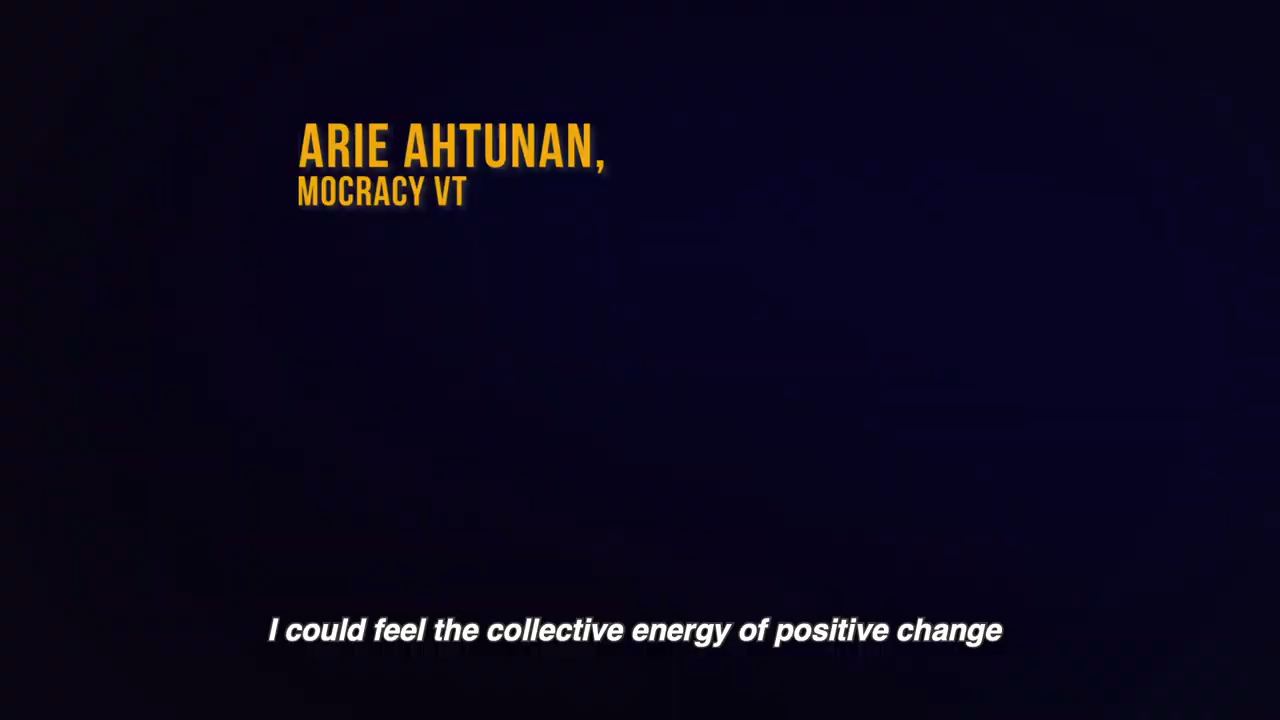 ARIE AHTUNAN,
MOCRACY VT
I could feel the collective energy of positive change